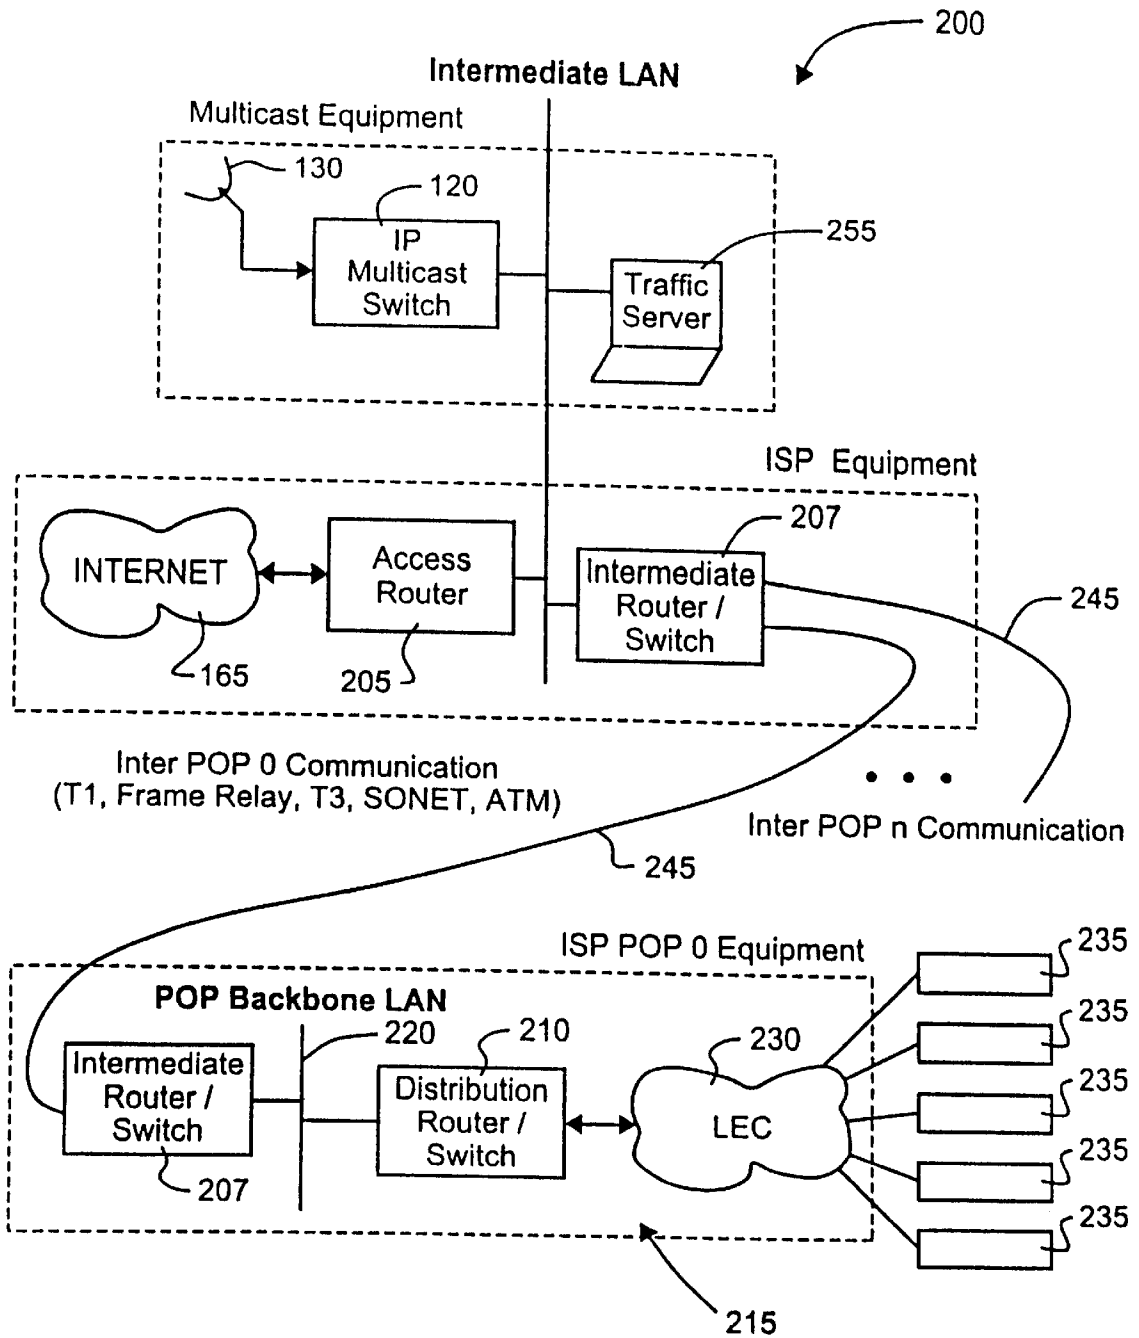 200
Intermediate LAN
Multicast Equipment
130
120
IP
Multicast
Switch
255
Traffic
Server
ISP Equipment
207
INTERNET
Access
Router
Intermediate
Router /
Switch
245
165
205
Inter POP 0 Communication
(T1, Frame Relay, T3, SONET, ATM)
Inter POP n Communication
245
ISP POP 0 Equipment
235
POP Backbone LAN
220
210
230
235
Intermediate
Router /
Switch
Distribution
Router /
Switch
LEC
235
235
207
235
215